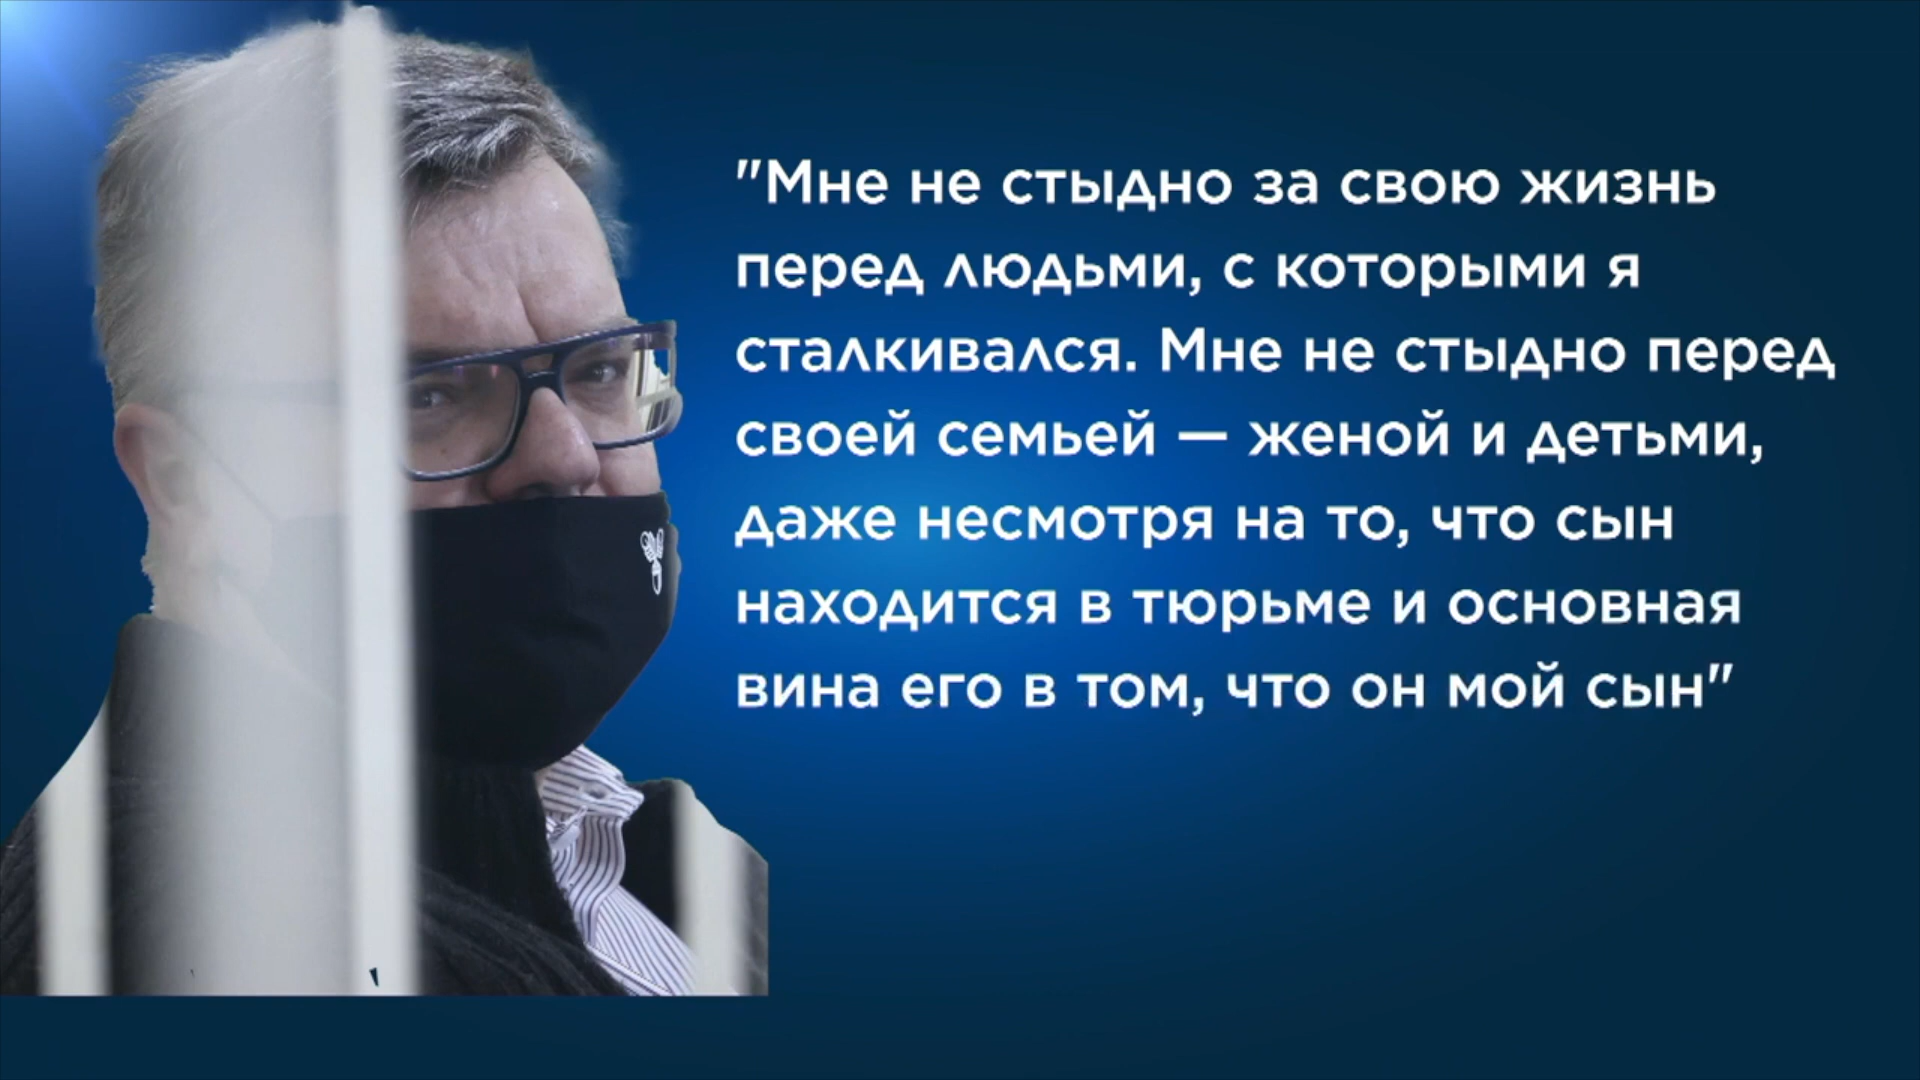 "Мне не стыдно за свою жизнь
перед людьми, с которыми я
сталкивался. Мне не стыдно перед
своей семьей — женой и детьми,
даже несмотря на то, что сын
находится в тюрьме и основная
вина его в том, что он мой сын"